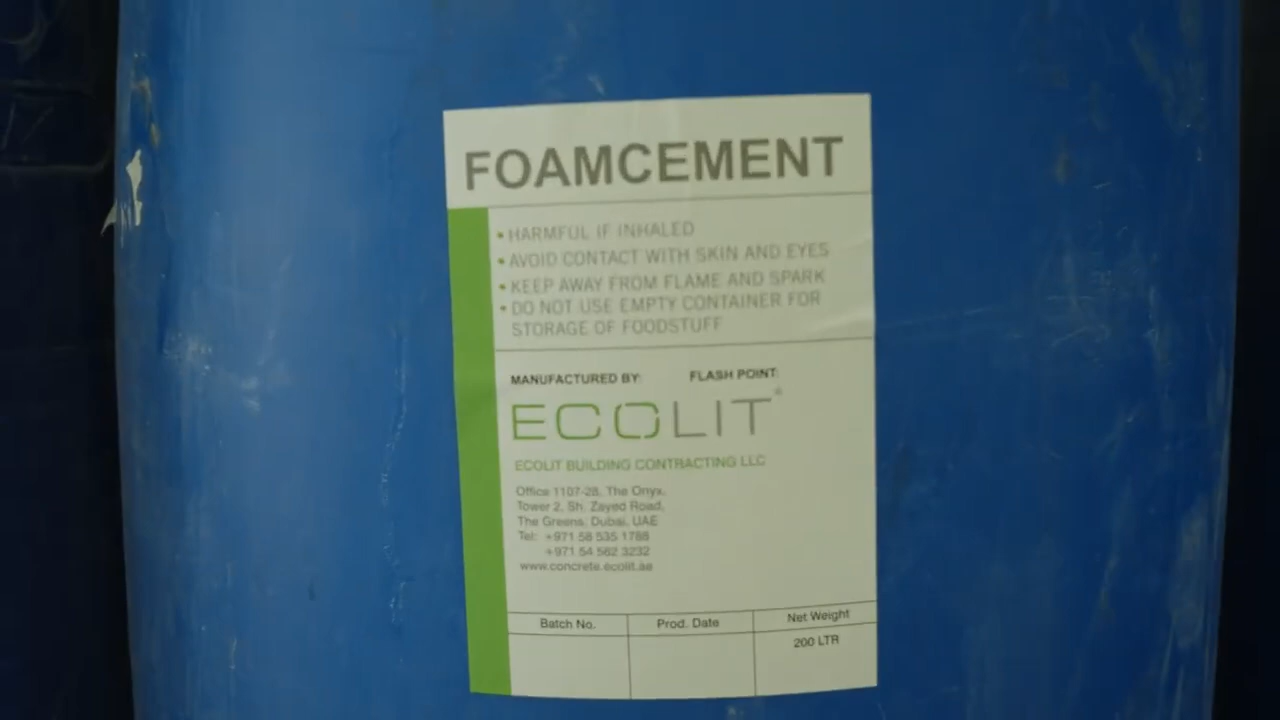 FOAMCEMENT
• HARMFUL IF INHALED
• AVOID CONTACT WITH SKIN AND EYES
• KEEP AWAY FROM FLAME AND SPARK
• DO NOT USE EMPTY CONTAINER FOR
STORAGE OF FOODSTUFF
MANUFACTURED BY: FLASH POINT:
ECOLIT®
ECOLIT BUILDING CONTRACTING LLC
Office 1107-28, The Onyx,
Tower 2, Sh. Zayed Road,
The Greens, Dubai, UAE
Tel: +971 58 535 1788
+971 54 562 3232
www.concrete.ecolit.ae
Batch No. Prod. Date Net Weight
200 LTR